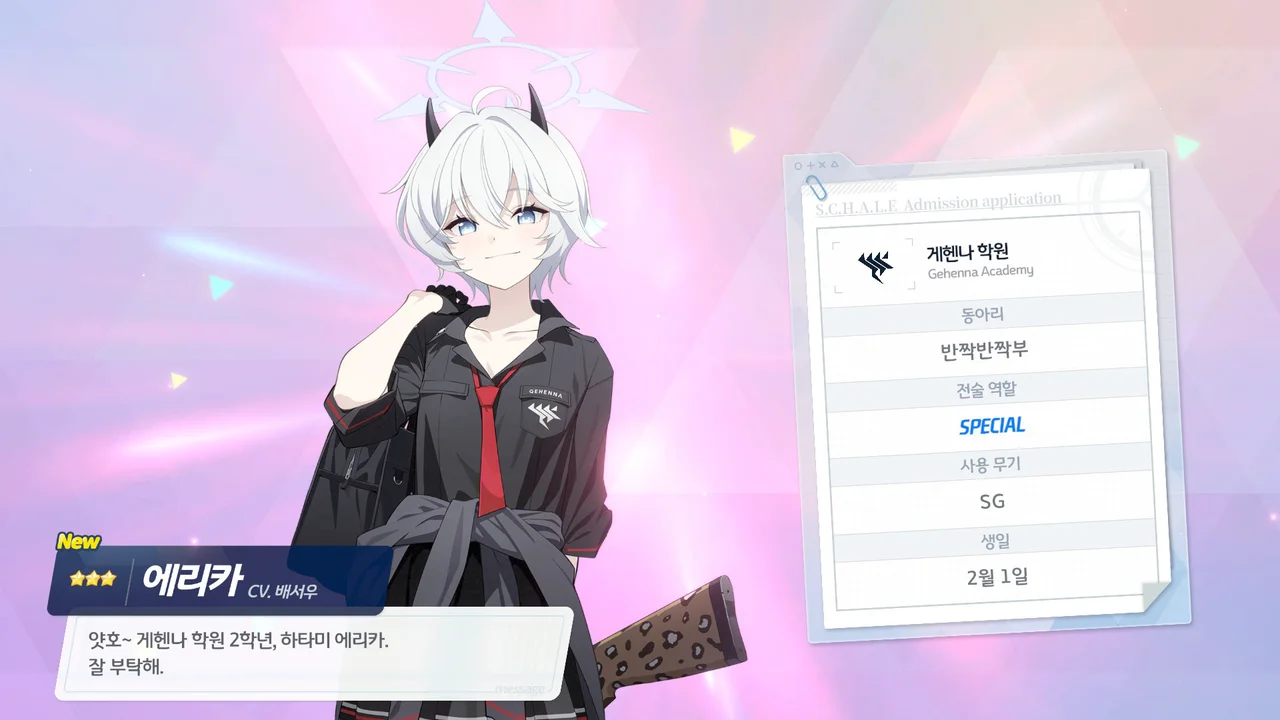 S.C.H.A.L.E Admission application
게헨나 학원
Gehenna Academy
동아리
반짝반짝부
전술 역할
SPECIAL
사용 무기
SG
생일
2월 1일
GEHENNA
New
에리카 CV. 배서우
얏호~ 게헨나 학원 2학년, 하타미 에리카.
잘 부탁해.
message